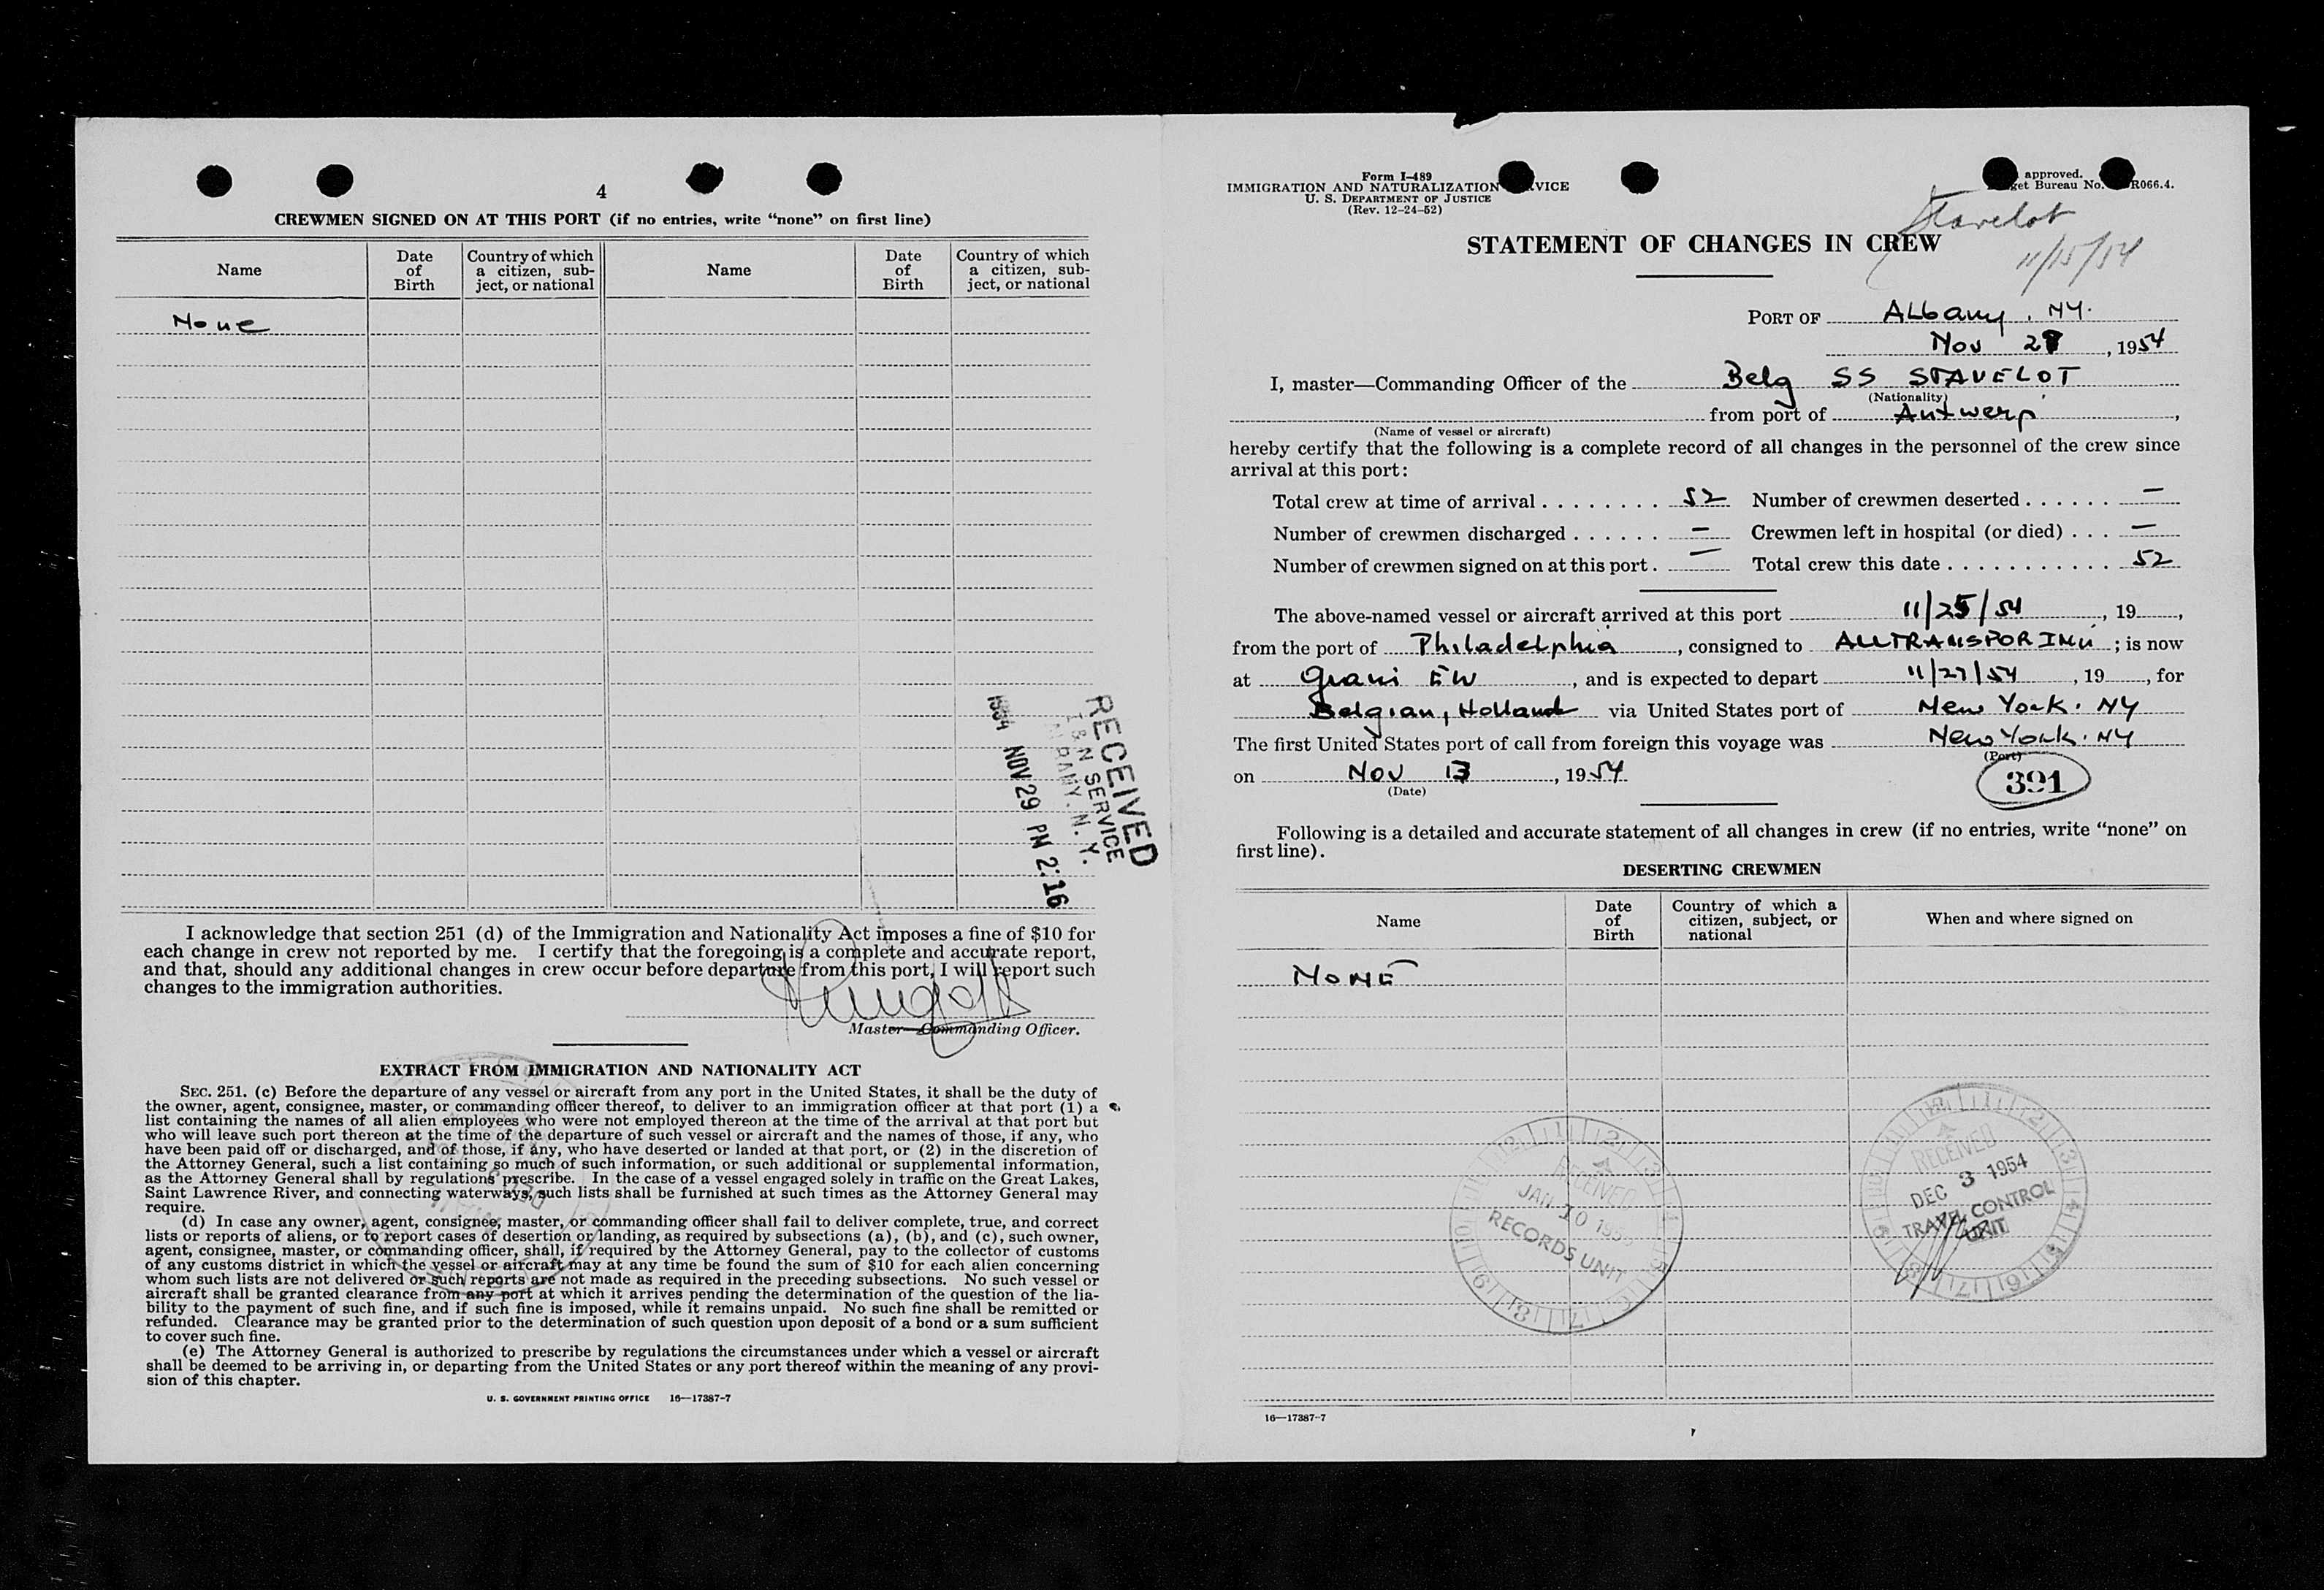 4
CREWMEN SIGNED ON AT THIS PORT (if no entries, write “none” on first line)
Name
Date of Birth
Country of which a citizen, sub-
ject, or national
Name
Date of Birth
Country of which a citizen, sub-
ject, or national
None
RECEIVED
I & N SERVICE
ALBANY. N. Y.
1954 NOV 29 PM 2:16
I acknowledge that section 251 (d) of the Immigration and Nationality Act imposes a fine of $10 for
each change in crew not reported by me. I certify that the foregoing is a complete and accurate report,
and that, should any additional changes in crew occur before departure from this port, I will report such
changes to the immigration authorities.
Master—Commanding Officer.
EXTRACT FROM IMMIGRATION AND NATIONALITY ACT
SEC. 251. (c) Before the departure of any vessel or aircraft from any port in the United States, it shall be the duty of
the owner, agent, consignee, master, or commanding officer thereof, to deliver to an immigration officer at that port (1) a
list containing the names of all alien employees who were not employed thereon at the time of the arrival at that port but
who will leave such port thereon at the time of the departure of such vessel or aircraft and the names of those, if any, who
have been paid off or discharged, and of those, if any, who have deserted or landed at that port, or (2) in the discretion of
the Attorney General, such a list containing so much of such information, or such additional or supplemental information,
as the Attorney General shall by regulations prescribe. In the case of a vessel engaged solely in traffic on the Great Lakes,
Saint Lawrence River, and connecting waterways, such lists shall be furnished at such times as the Attorney General may
require.
(d) In case any owner, agent, consignee, master, or commanding officer shall fail to deliver complete, true, and correct
lists or reports of aliens, or to report cases of desertion or landing, as required by subsections (a), (b), and (c), such owner,
agent, consignee, master, or commanding officer, shall, if required by the Attorney General, pay to the collector of customs
of any customs district in which the vessel or aircraft may at any time be found the sum of $10 for each alien concerning
whom such lists are not delivered or such reports are not made as required in the preceding subsections. No such vessel or
aircraft shall be granted clearance from any port at which it arrives pending the determination of the question of the lia-
bility to the payment of such fine, and if such fine is imposed, while it remains unpaid. No such fine shall be remitted or
refunded. Clearance may be granted prior to the determination of such question upon deposit of a bond or a sum sufficient
to cover such fine.
(e) The Attorney General is authorized to prescribe by regulations the circumstances under which a vessel or aircraft
shall be deemed to be arriving in, or departing from the United States or any port thereof within the meaning of any provi-
sion of this chapter.
U. S. GOVERNMENT PRINTING OFFICE 16—17387-7
Form I-489
IMMIGRATION AND NATURALIZATION VICE
U. S. DEPARTMENT OF JUSTICE
(Rev. 12-24-52)
approved.
get Bureau No. R066.4.
Stavelot
11/15/54
STATEMENT OF CHANGES IN CREW
PORT OF Albany, NY.
Nov 28, 1954
I, master—Commanding Officer of the Belg SS STAVELOT
(Nationality)
from port of Antwerp,
(Name of vessel or aircraft)
hereby certify that the following is a complete record of all changes in the personnel of the crew since
arrival at this port:
Total crew at time of arrival . . . . . . . . 52 Number of crewmen deserted . . . . . . —
Number of crewmen discharged . . . . . . — Crewmen left in hospital (or died) . . . —
Number of crewmen signed on at this port . — Total crew this date . . . . . . . . . . . . 52
The above-named vessel or aircraft arrived at this port 11/25/54, 19 ,
from the port of Philadelphia, consigned to ; is now
at , and is expected to depart 11/27/54, 19 , for
Belgian, Holland via United States port of New York. NY
The first United States port of call from foreign this voyage was New York. NY
(Port)
on Nov 13, 1954
(Date)
391
Following is a detailed and accurate statement of all changes in crew (if no entries, write “none” on
first line).
DESERTING CREWMEN
Name
Date of Birth
Country of which a citizen, subject, or national
When and where signed on
NONE
RECEIVED
JAN 10 195
RECORDS UNIT
RECEIVED
DEC 3 1954
TRAVEL CONTROL
UNIT
16—17387-7